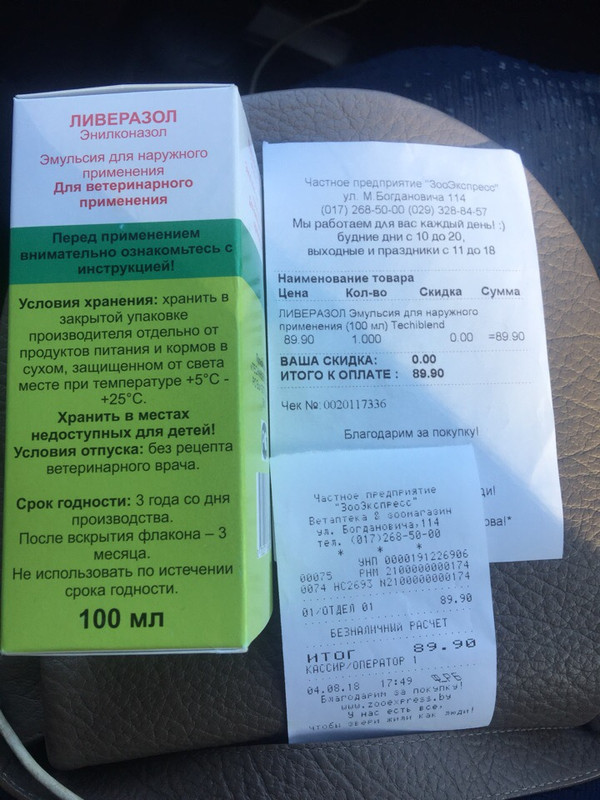 ЛИВЕРАЗОЛ
Энилконазол
Эмульсия для наружного
применения
Для ветеринарного
применения
Перед применением
внимательно ознакомьтесь с
инструкцией!
Условия хранения: хранить в
закрытой упаковке
производителя отдельно от
продуктов питания и кормов в
сухом, защищенном от света
месте при температуре +5°С -
+25°С.
Хранить в местах
недоступных для детей!
Условия отпуска: без рецепта
ветеринарного врача.
Срок годности: 3 года со дня
производства.
После вскрытия флакона – 3
месяца.
Не использовать по истечении
срока годности.
100 мл
Частное предприятие "ЗооЭкспресс"
ул. М.Богдановича 114
(017) 268-50-00 (029) 328-84-57
Мы работаем для вас каждый день! :)
будние дни с 10 до 20,
выходные и праздники с 11 до 18
Наименование товара
Цена Кол-во Скидка Сумма
ЛИВЕРАЗОЛ Эмульсия для наружного
применения (100 мл) Techiblend
89.90 1.000 0.00 =89.90
ВАША СКИДКА: 0.00
ИТОГО К ОПЛАТЕ : 89.90
Чек №: 0020117336
Благодарим за покупку!
Частное предприятие
"ЗооЭкспресс"
Ветаптека & зоомагазин
ул. Богдановича,114
тел. (017)268-50-00
* * *
УНП 0000191226906
00075 РНМ 2100000000174
0074 НС2693 N2100000000174
01/ОТДЕЛ 01 89.90
БЕЗНАЛИЧНЫЙ РАСЧЕТ
ИТОГ 89.90
КАССИР/ОПЕРАТОР 1
04.08.18 17:49
Благодарим за покупку!
www.zooexpress.by
У нас есть все,
чтобы звери жили как люди!